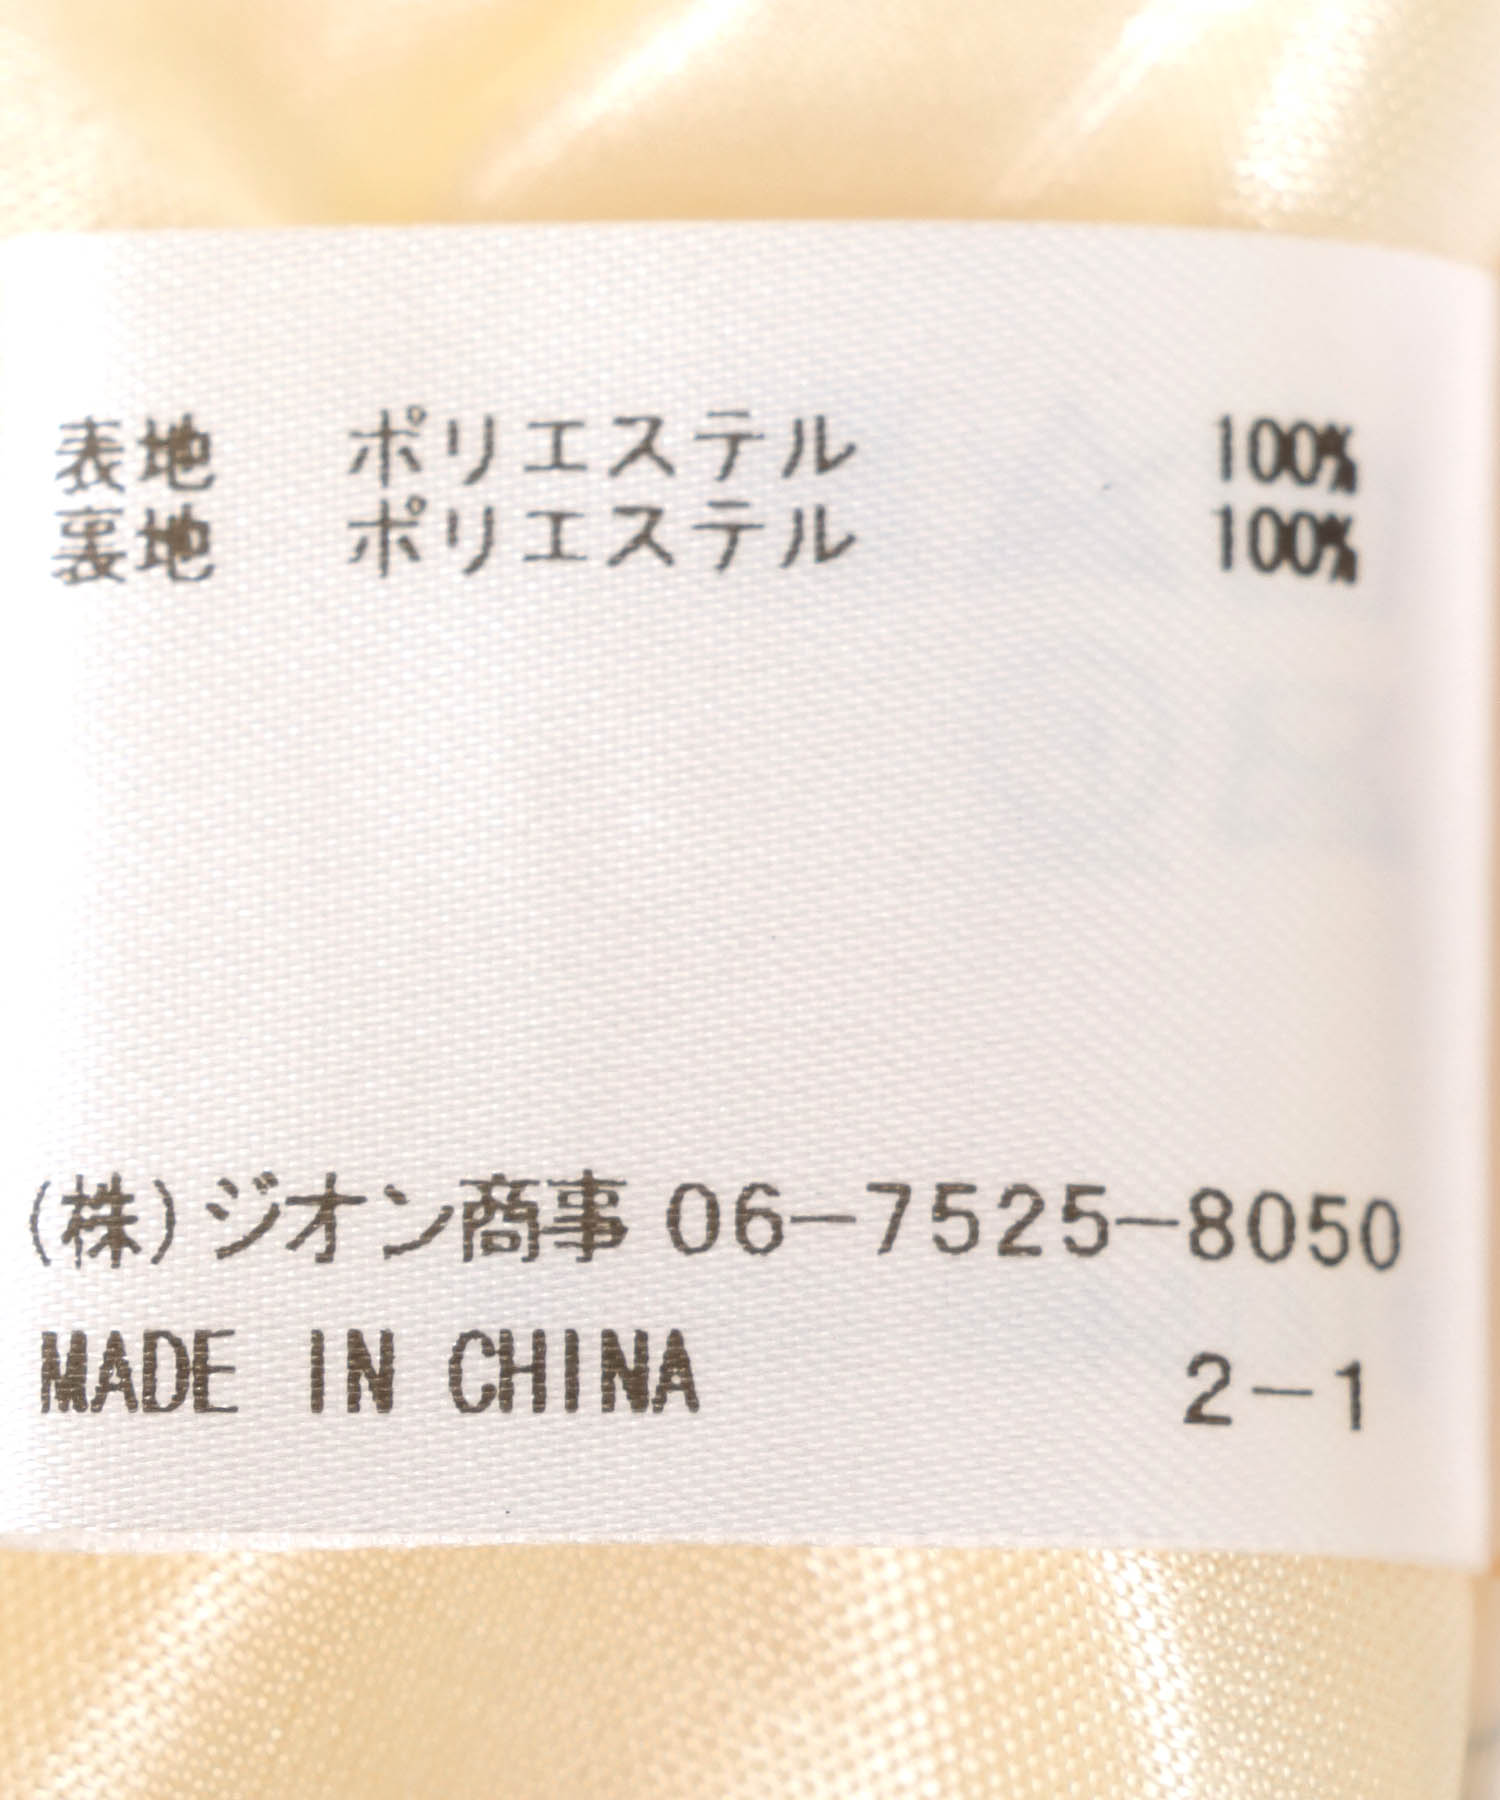 表地 ポリエステル 100%
裏地 ポリエステル 100%
(株)ジオン商事 06-7525-8050
MADE IN CHINA 2-1